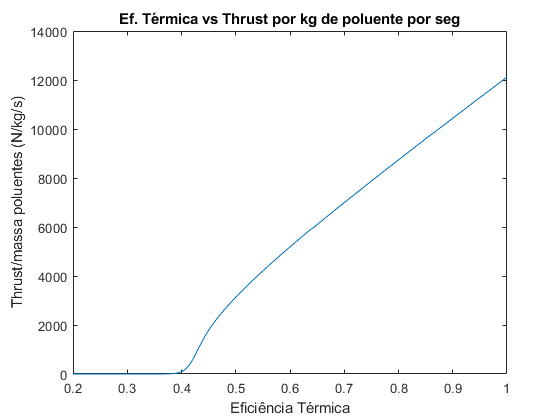 Ef. Térmica vs Thrust por kg de poluente por seg
14000
12000
10000
8000
6000
4000
2000
0
Thrust/massa poluentes (N/kg/s)
0.2 0.3 0.4 0.5 0.6 0.7 0.8 0.9 1
Eficiência Térmica